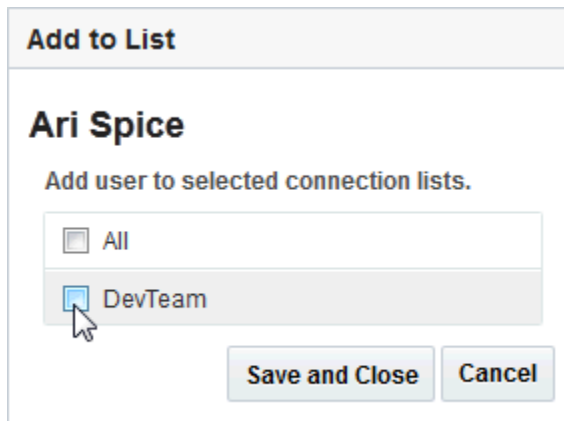 Add to List
Ari Spice
Add user to selected connection lists.
All
DevTeam
Save and Close Cancel